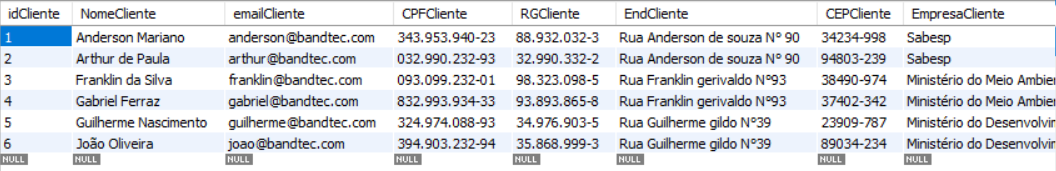 idCliente NomeCliente emailCliente CPFCliente RGCliente EndCliente CEPCliente EmpresaCliente
1 Anderson Mariano anderson@bandtec.com 343.953.940-23 88.932.032-3 Rua Anderson de souza N° 90 34234-998 Sabesp
2 Arthur de Paula arthur@bandtec.com 032.990.232-93 32.990.332-2 Rua Anderson de souza N° 90 94803-239 Sabesp
3 Franklin da Silva franklin@bandtec.com 093.099.232-01 98.323.098-5 Rua Franklin gerivaldo N°93 38490-974 Ministério do Meio Ambier
4 Gabriel Ferraz gabriel@bandtec.com 832.993.934-33 93.893.865-8 Rua Franklin gerivaldo N°93 37402-342 Ministério do Meio Ambier
5 Guilherme Nascimento guilherme@bandtec.com 324.974.088-93 34.976.903-5 Rua Guilherme gildo N°39 23909-787 Ministério do Desenvolvir
6 João Oliveira joao@bandtec.com 394.903.232-94 35.868.999-3 Rua Guilherme gildo N°39 89034-234 Ministério do Desenvolvir
NULL NULL NULL NULL NULL NULL NULL NULL